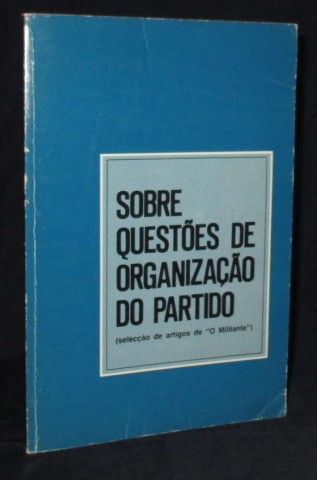 SOBRE
QUESTÕES DE
ORGANIZAÇÃO
DO PARTIDO
(selecção de artigos de "O Militante")